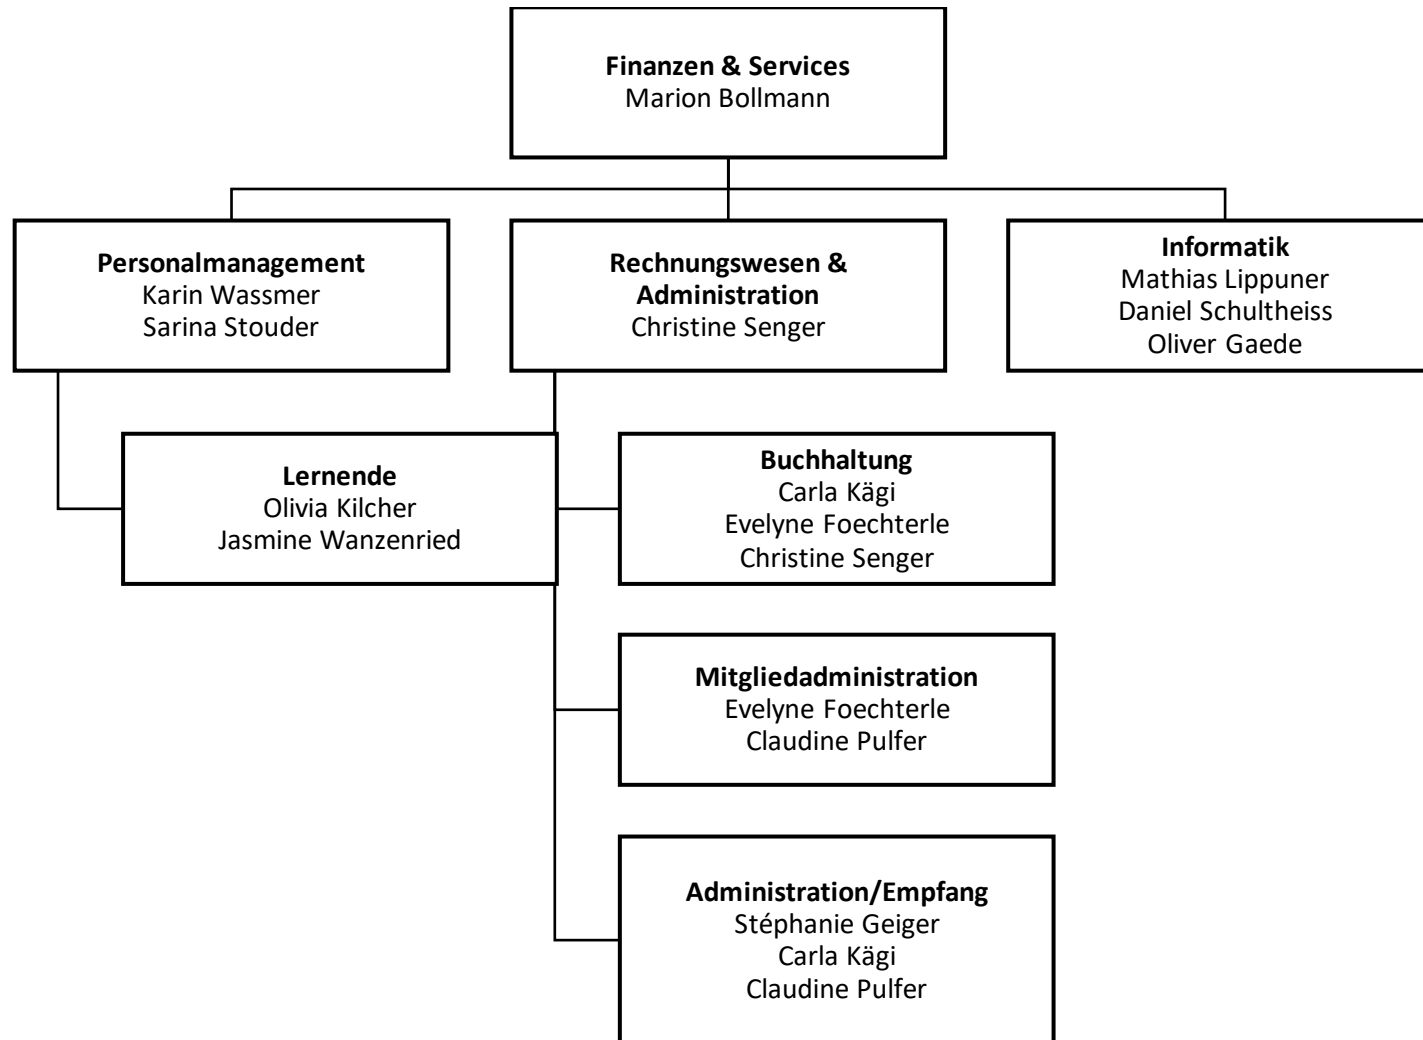 Finanzen & Services
Marion Bollmann
Personalmanagement
Karin Wassmer
Sarina Stouder
Rechnungswesen &
Administration
Christine Senger
Informatik
Mathias Lippuner
Daniel Schultheiss
Oliver Gaede
Lernende
Olivia Kilcher
Jasmine Wanzenried
Buchhaltung
Carla Kägi
Evelyne Foechterle
Christine Senger
Mitgliedadministration
Evelyne Foechterle
Claudine Pulfer
Administration/Empfang
Stéphanie Geiger
Carla Kägi
Claudine Pulfer